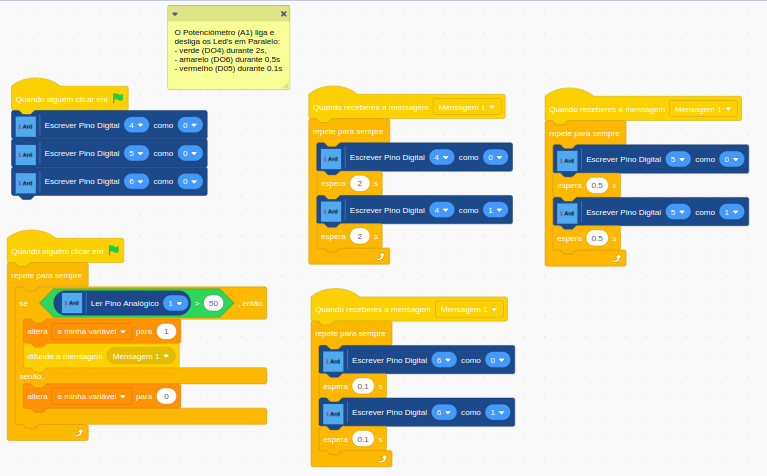 O Potenciómetro (A1) liga e
desliga os Led's em Paralelo:
- verde (DO4) durante 2s,
- amarelo (DO6) durante 0,5s
- vermelho (D05) durante 0.1s
Quando alguém clicar em
Ard Escrever Pino Digital 4 como 0
Ard Escrever Pino Digital 5 como 0
Ard Escrever Pino Digital 6 como 0
Quando alguém clicar em
repete para sempre
se Ard Ler Pino Analógico 1 > 50 , então
altera a minha variável para 1
difunde a mensagem Mensagem 1
senão,
altera a minha variável para 0
Quando receberes a mensagem Mensagem 1
repete para sempre
Ard Escrever Pino Digital 4 como 0
espera 2 s
Ard Escrever Pino Digital 4 como 1
espera 2 s
Quando receberes a mensagem Mensagem 1
repete para sempre
Ard Escrever Pino Digital 5 como 0
espera 0.5 s
Ard Escrever Pino Digital 5 como 1
espera 0.5 s
Quando receberes a mensagem Mensagem 1
repete para sempre
Ard Escrever Pino Digital 6 como 0
espera 0.1 s
Ard Escrever Pino Digital 6 como 1
espera 0.1 s